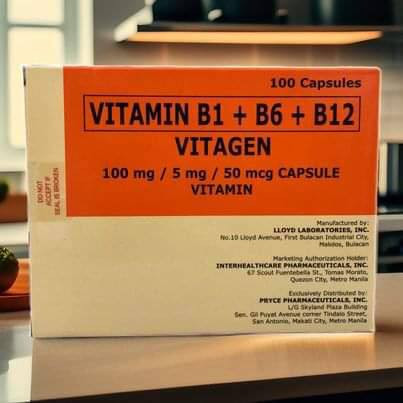 100 Capsules
VITAMIN B1 + B6 + B12
VITAGEN
100 mg / 5 mg / 50 mcg CAPSULE
VITAMIN
DO NOT
ACCEPT IF
SEAL IS BROKEN
Manufactured by:
LLOYD LABORATORIES, INC.
No.10 Lloyd Avenue, First Bulacan Industrial City,
Malolos, Bulacan
Marketing Authorization Holder:
INTERHEALTHCARE PHARMACEUTICALS, INC.
67 Scout Fuentebella St., Tomas Morato,
Quezon City, Metro Manila
Exclusively Distributed by:
PRYCE PHARMACEUTICALS, INC.
L/G Skyland Plaza Building
Sen. Gil Puyat Avenue corner Tindalo Street,
San Antonio, Makati City, Metro Manila